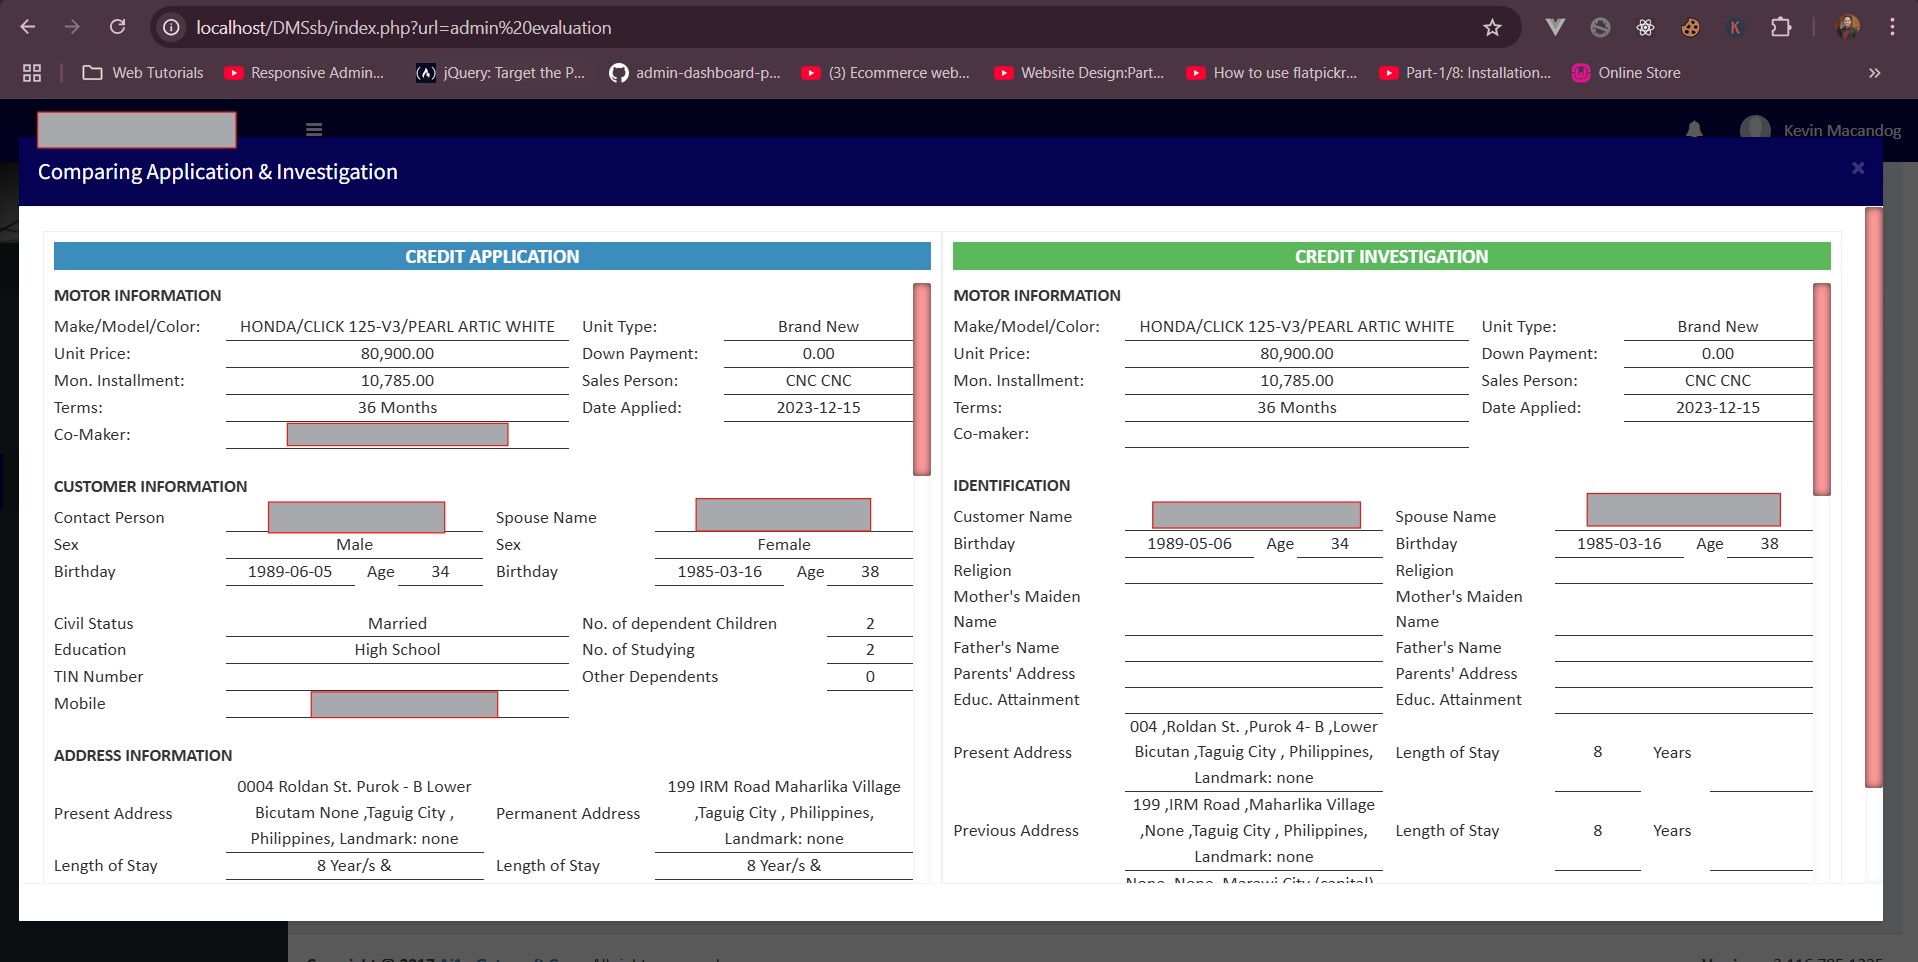 localhost/DMSsb/index.php?url=admin%20evaluation
K
Web Tutorials
Responsive Admin...
jQuery: Target the P...
admin-dashboard-p...
(3) Ecommerce web...
Website Design:Part...
How to use flatpickr...
Part-1/8: Installation...
Online Store
Kevin Macandog
Comparing Application & Investigation
CREDIT APPLICATION
MOTOR INFORMATION
Make/Model/Color: HONDA/CLICK 125-V3/PEARL ARTIC WHITE Unit Type: Brand New
Unit Price: 80,900.00 Down Payment: 0.00
Mon. Installment: 10,785.00 Sales Person: CNC CNC
Terms: 36 Months Date Applied: 2023-12-15
Co-Maker:
CUSTOMER INFORMATION
Contact Person Spouse Name
Sex Male Sex Female
Birthday 1989-06-05 Age 34 Birthday 1985-03-16 Age 38
Civil Status Married No. of dependent Children 2
Education High School No. of Studying 2
TIN Number Other Dependents 0
Mobile
ADDRESS INFORMATION
Present Address
0004 Roldan St. Purok - B Lower
Bicutam None ,Taguig City ,
Philippines, Landmark: none
Permanent Address
199 IRM Road Maharlika Village
,Taguig City , Philippines,
Landmark: none
Length of Stay 8 Year/s & Length of Stay 8 Year/s &
CREDIT INVESTIGATION
MOTOR INFORMATION
Make/Model/Color: HONDA/CLICK 125-V3/PEARL ARTIC WHITE Unit Type: Brand New
Unit Price: 80,900.00 Down Payment: 0.00
Mon. Installment: 10,785.00 Sales Person: CNC CNC
Terms: 36 Months Date Applied: 2023-12-15
Co-maker:
IDENTIFICATION
Customer Name Spouse Name
Birthday 1989-05-06 Age 34 Birthday 1985-03-16 Age 38
Religion Religion
Mother's Maiden Mother's Maiden
Name Name
Father's Name Father's Name
Parents' Address Parents' Address
Educ. Attainment Educ. Attainment
Present Address
004 ,Roldan St. ,Purok 4- B ,Lower
Bicutan ,Taguig City , Philippines,
Landmark: none
Length of Stay 8 Years
Previous Address
199 ,IRM Road ,Maharlika Village
,None ,Taguig City , Philippines,
Landmark: none
Length of Stay 8 Years